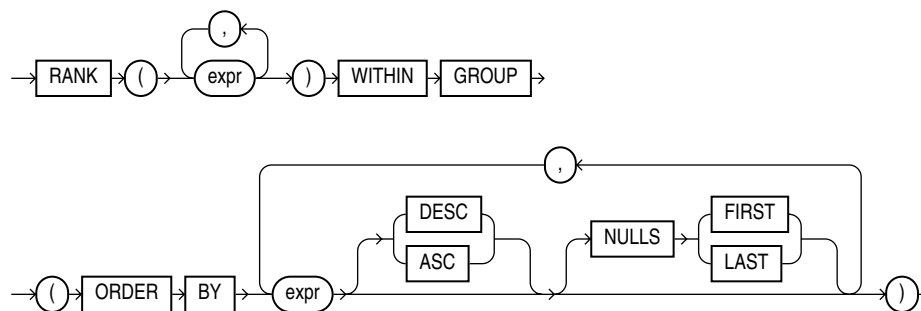 ,
RANK ( expr ) WITHIN GROUP
,
DESC FIRST
NULLS
ASC LAST
( ORDER BY expr )